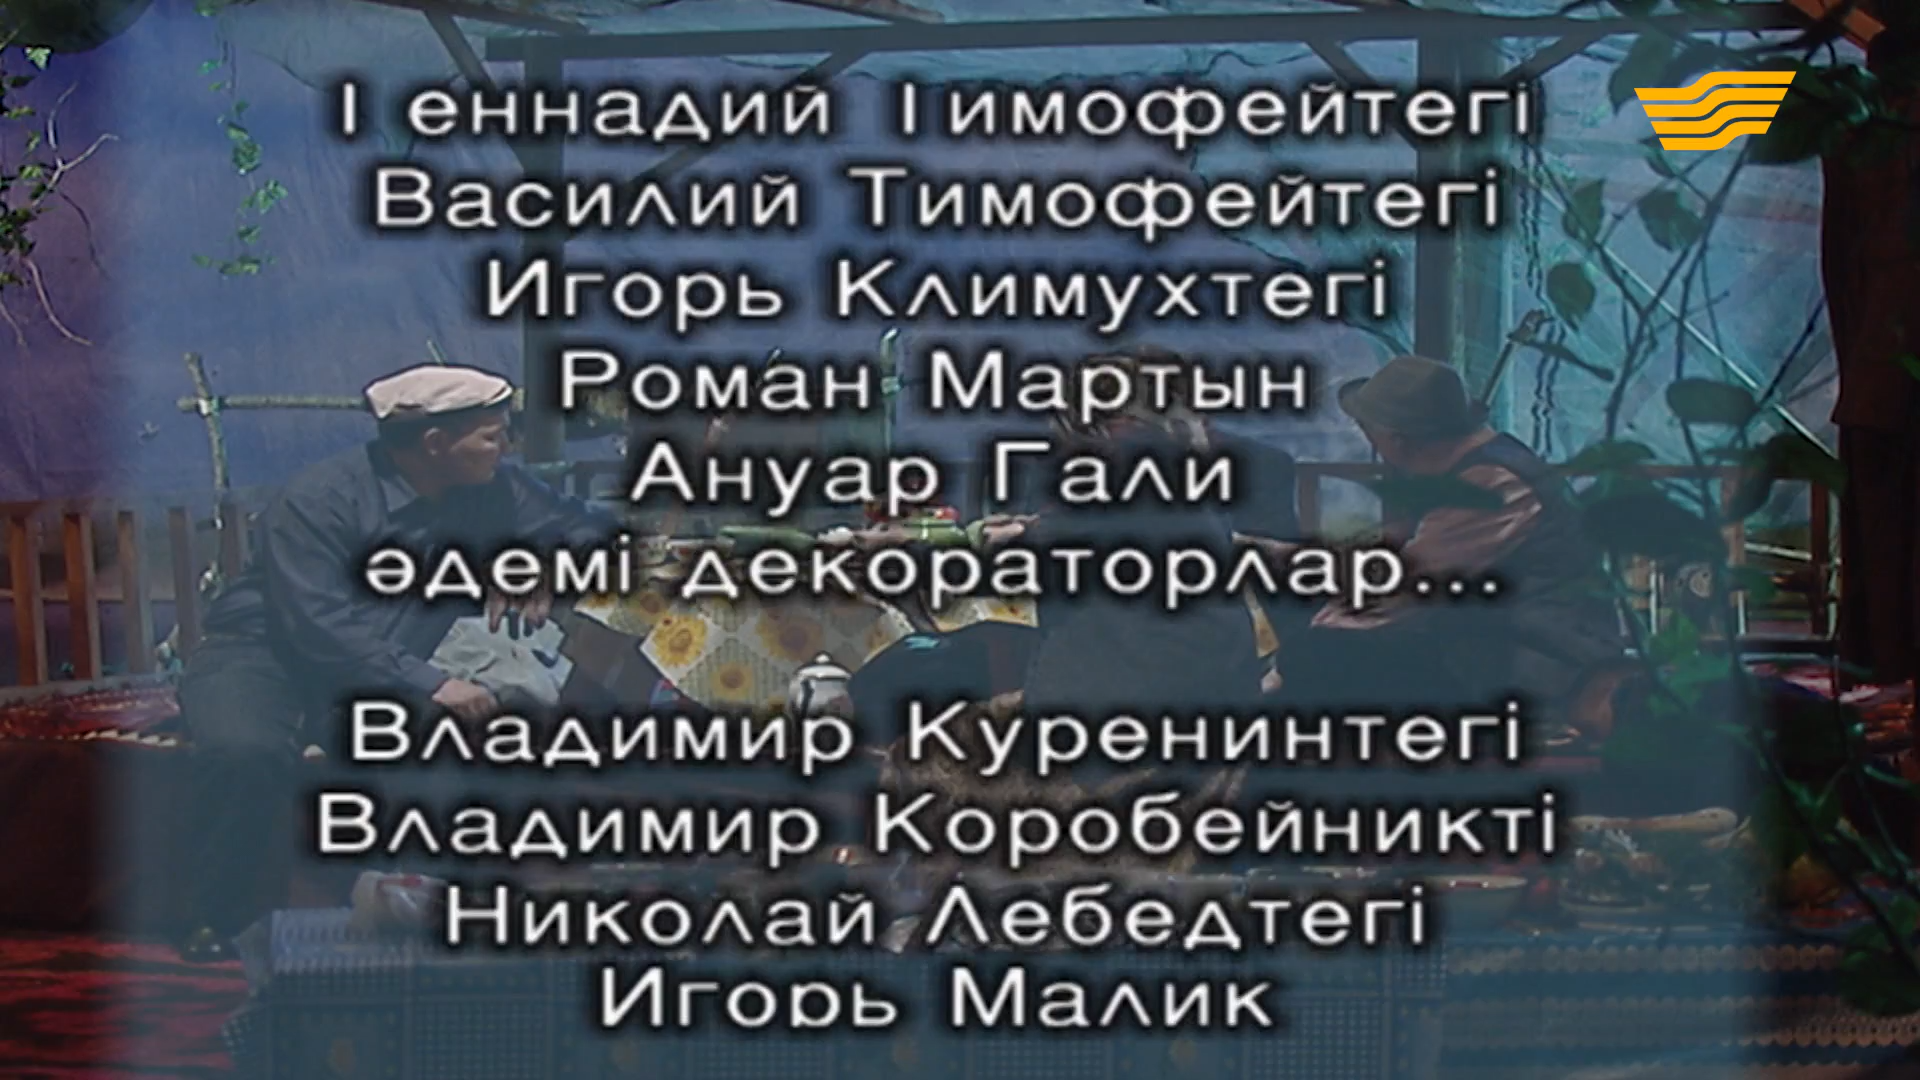 Геннадий Тимофейтегі
Василий Тимофейтегі
Игорь Климухтегі
Роман Мартын
Ануар Гали
әдемі декораторлар...
Владимир Куренинтегі
Владимир Коробейникті
Николай Лебедтегі
Игорь Малик